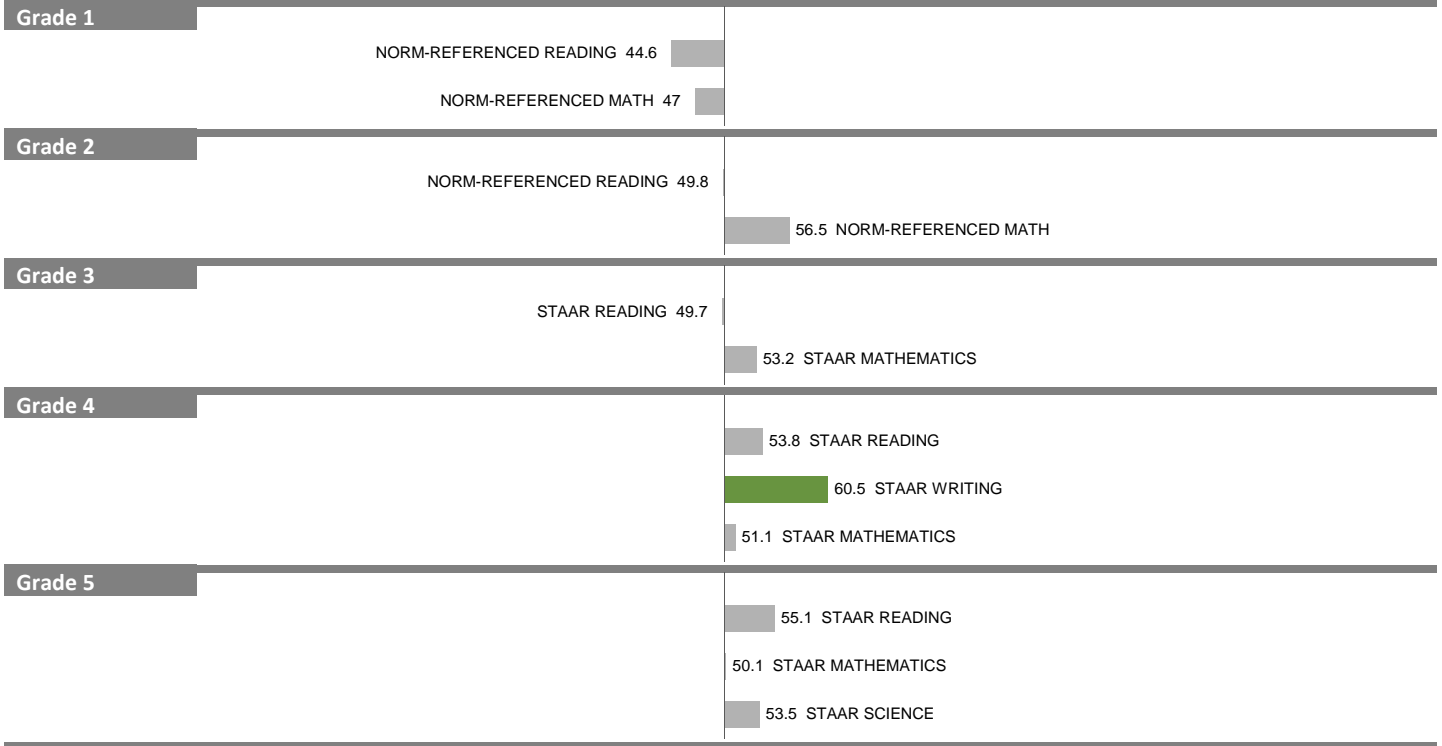 Grade 1
NORM-REFERENCED READING 44.6
NORM-REFERENCED MATH 47
Grade 2
NORM-REFERENCED READING 49.8
56.5 NORM-REFERENCED MATH
Grade 3
STAAR READING 49.7
53.2 STAAR MATHEMATICS
Grade 4
53.8 STAAR READING
60.5 STAAR WRITING
51.1 STAAR MATHEMATICS
Grade 5
55.1 STAAR READING
50.1 STAAR MATHEMATICS
53.5 STAAR SCIENCE